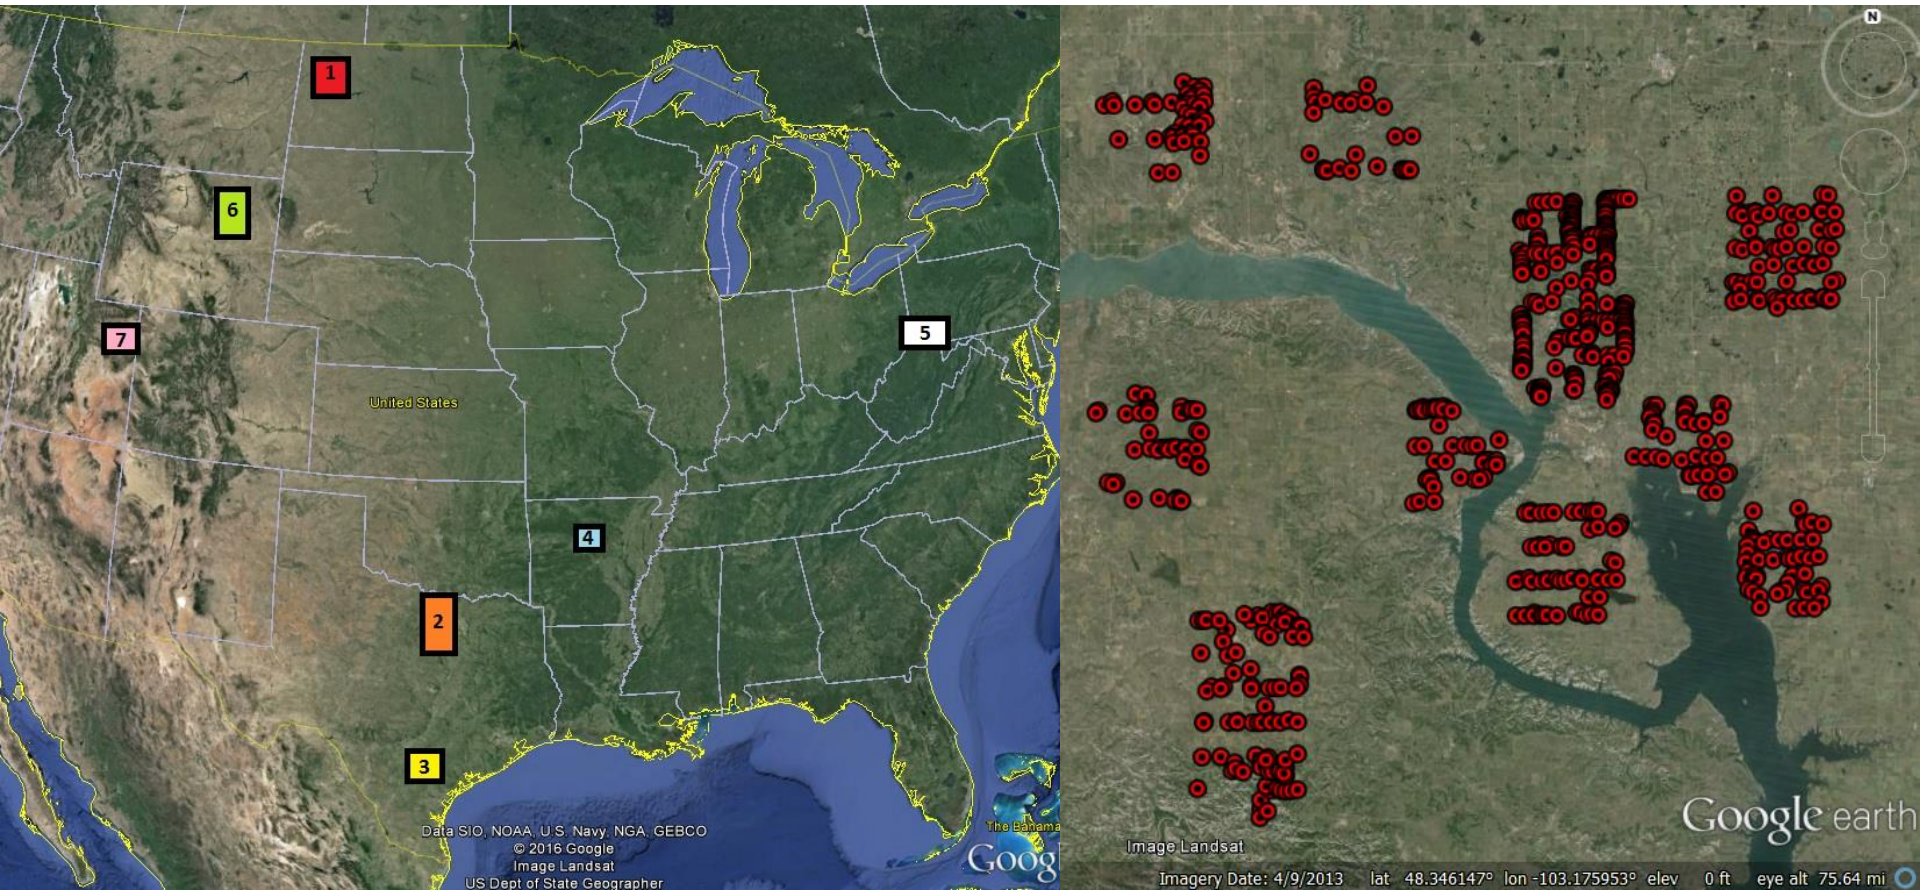 1
6
7
5
United States
4
2
3
Data SIO, NOAA, U.S. Navy, NGA, GEBCO
© 2016 Google
Image Landsat
US Dept of State Geographer
The Bahama
Goog
N
Google earth
Image Landsat
Imagery Date: 4/9/2013 lat 48.346147° lon -103.175953° elev 0 ft eye alt 75.64 mi